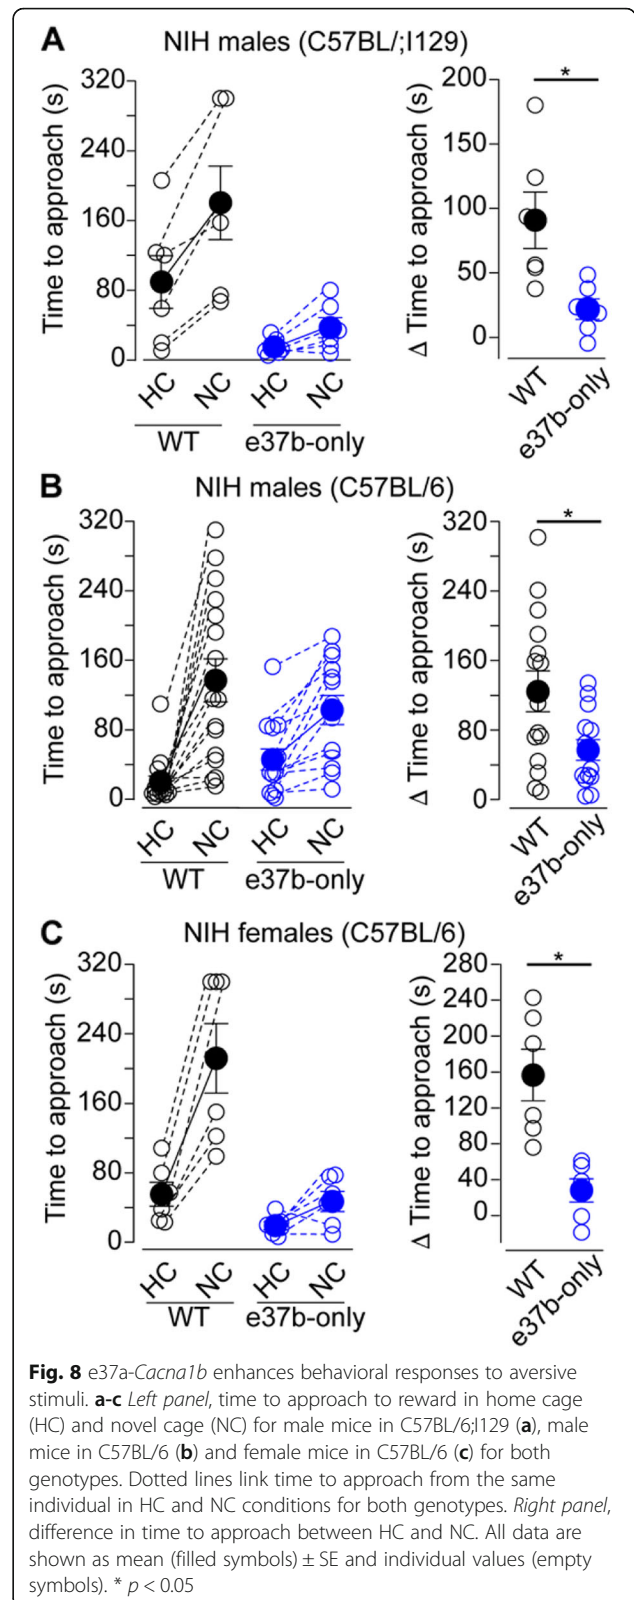 A
NIH males (C57BL/;I129)
Time to approach (s)
320
240
160
80
0
HC
NC
HC
NC
WT
e37b-only
Δ Time to approach (s)
200
150
100
50
0
*
WT
e37b-only
B
NIH males (C57BL/6)
Time to approach (s)
320
240
160
80
0
HC
NC
HC
NC
WT
e37b-only
Δ Time to approach (s)
320
240
160
80
0
*
WT
e37b-only
C
NIH females (C57BL/6)
Time to approach (s)
320
240
160
80
0
HC
NC
HC
NC
WT
e37b-only
Δ Time to approach (s)
280
240
200
160
120
80
40
0
*
WT
e37b-only
Fig. 8 e37a-Cacna1b enhances behavioral responses to aversive
stimuli. a-c Left panel, time to approach to reward in home cage
(HC) and novel cage (NC) for male mice in C57BL/6;I129 (a), male
mice in C57BL/6 (b) and female mice in C57BL/6 (c) for both
genotypes. Dotted lines link time to approach from the same
individual in HC and NC conditions for both genotypes. Right panel,
difference in time to approach between HC and NC. All data are
shown as mean (filled symbols) ± SE and individual values (empty
symbols). * p < 0.05